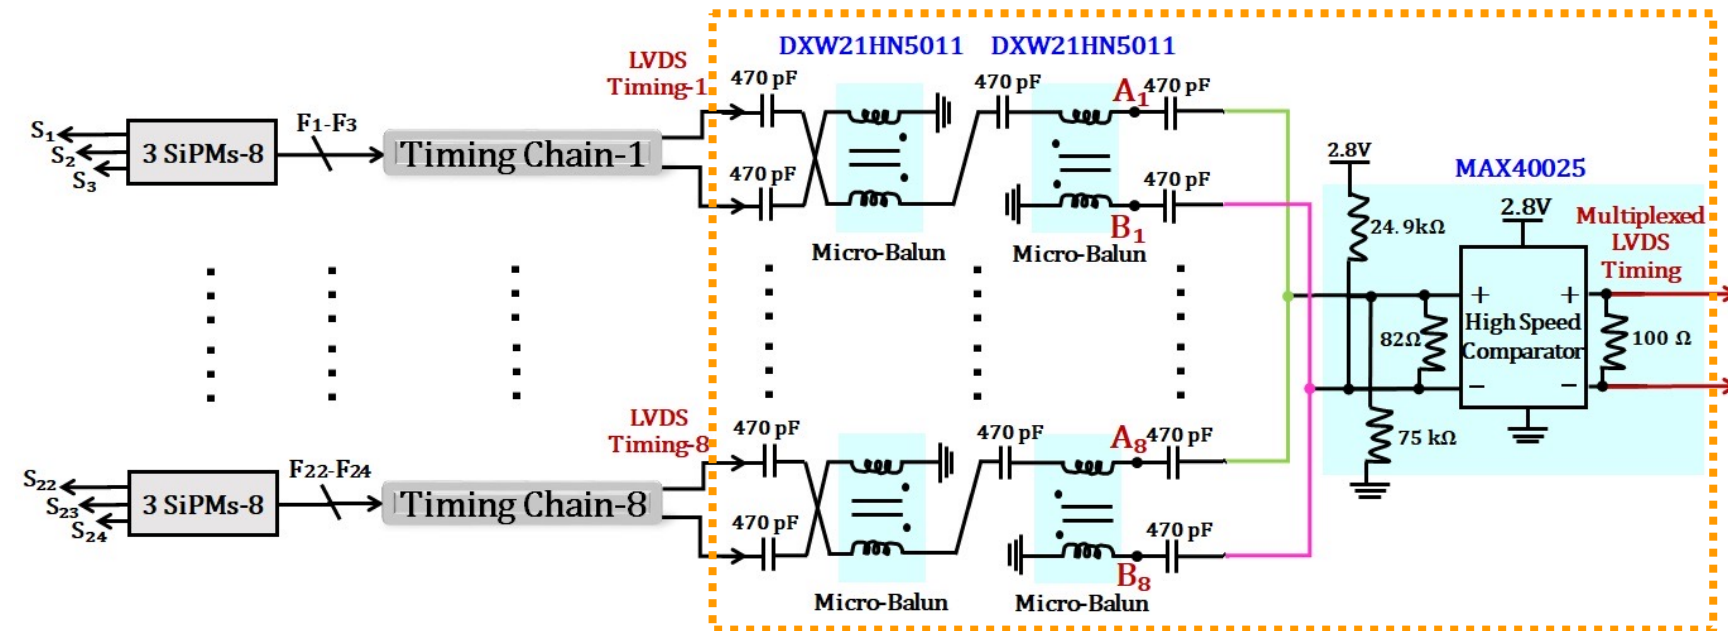 DXW21HN5011 DXW21HN5011
LVDS
Timing-1
470 pF 470 pF A1 470 pF
S1
S2
S3
3 SiPMs-8
F1-F3
Timing Chain-1
470 pF 470 pF
B1
Micro-Balun Micro-Balun
2.8V
MAX40025
24.9kΩ
2.8V
Multiplexed
LVDS
Timing
+ +
High Speed
Comparator
82Ω
100 Ω
− −
75 kΩ
LVDS
Timing-8
470 pF 470 pF A8 470 pF
S22
S23
S24
3 SiPMs-8
F22-F24
Timing Chain-8
470 pF 470 pF
B8
Micro-Balun Micro-Balun